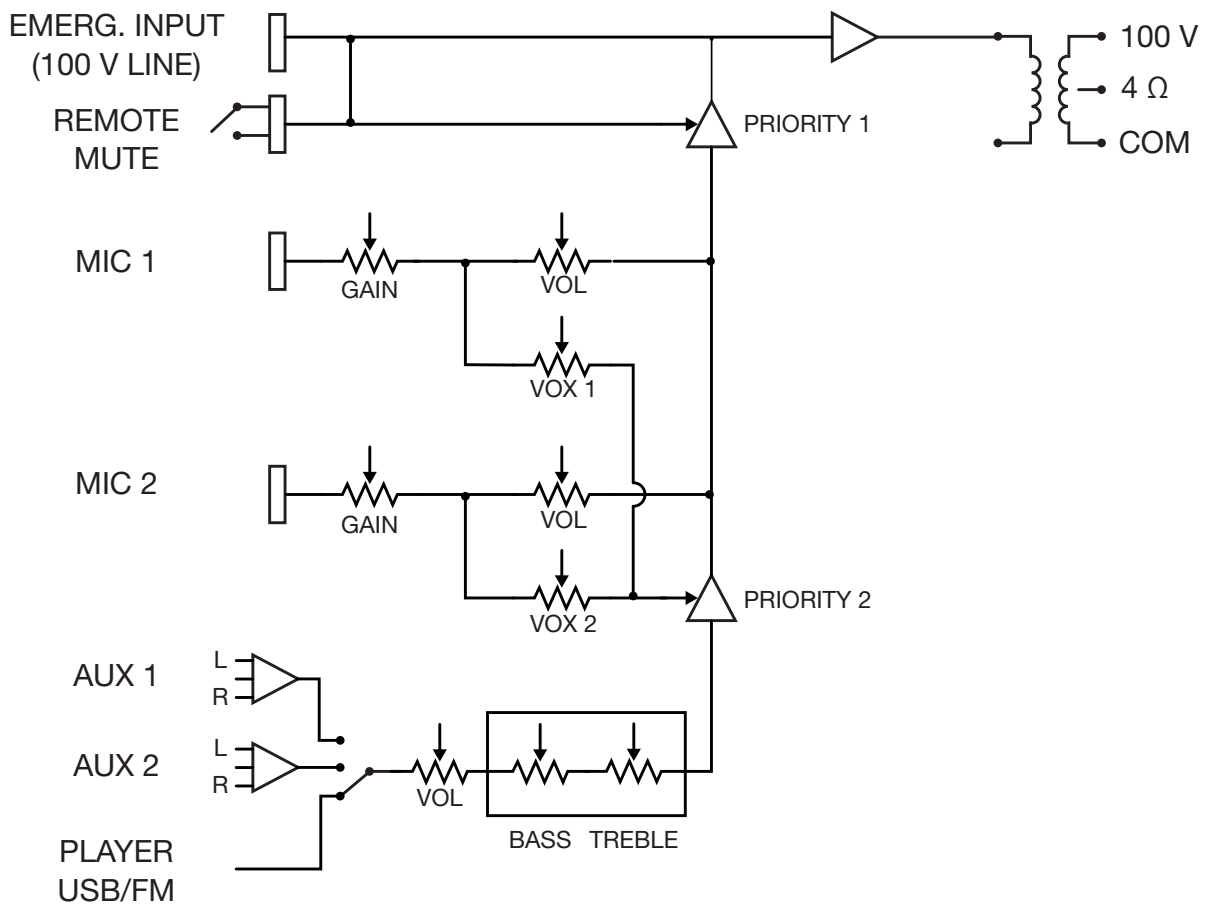 EMERG. INPUT
(100 V LINE)
100 V
4 Ω
COM
REMOTE
MUTE
PRIORITY 1
MIC 1
GAIN
VOL
VOX 1
MIC 2
GAIN
VOL
VOX 2
PRIORITY 2
AUX 1
L
R
AUX 2
L
R
VOL
BASS TREBLE
PLAYER
USB/FM